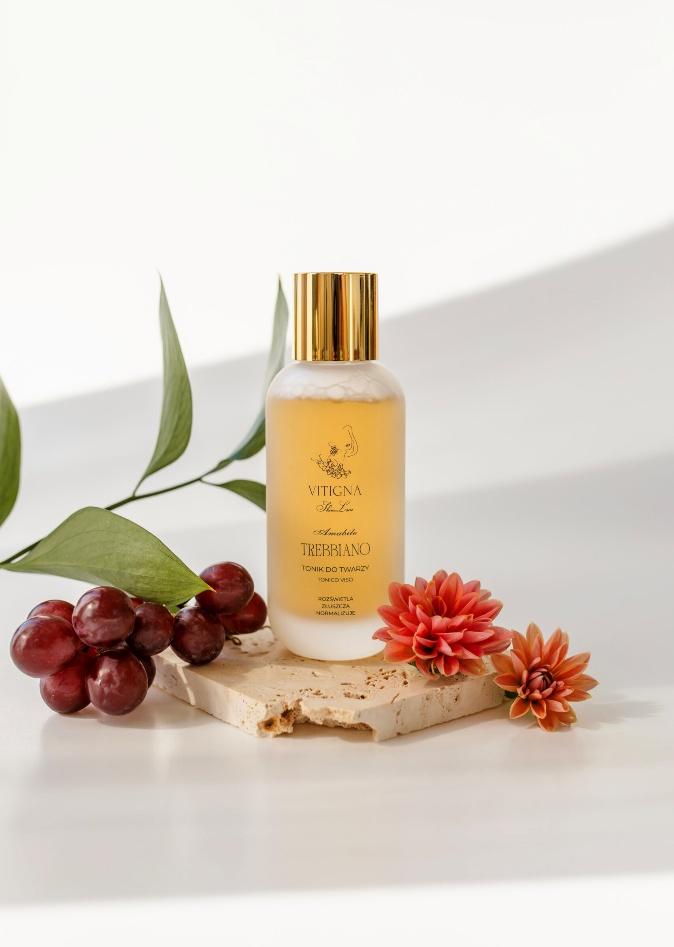 VITIGNA
Skin Love
Amabile
TREBBIANO
TONIK DO TWARZY
TONICO VISO
ROZŚWIETLA
ZŁUSZCZA
NORMALIZUJE